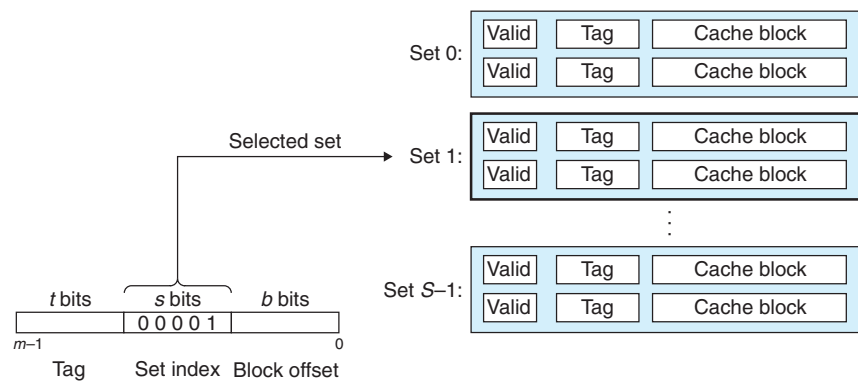 Set 0:
Valid Tag Cache block
Valid Tag Cache block
Selected set
Set 1:
Valid Tag Cache block
Valid Tag Cache block
Set S–1:
Valid Tag Cache block
Valid Tag Cache block
t bits s bits b bits
0 0 0 0 1
m–1 0
Tag Set index Block offset